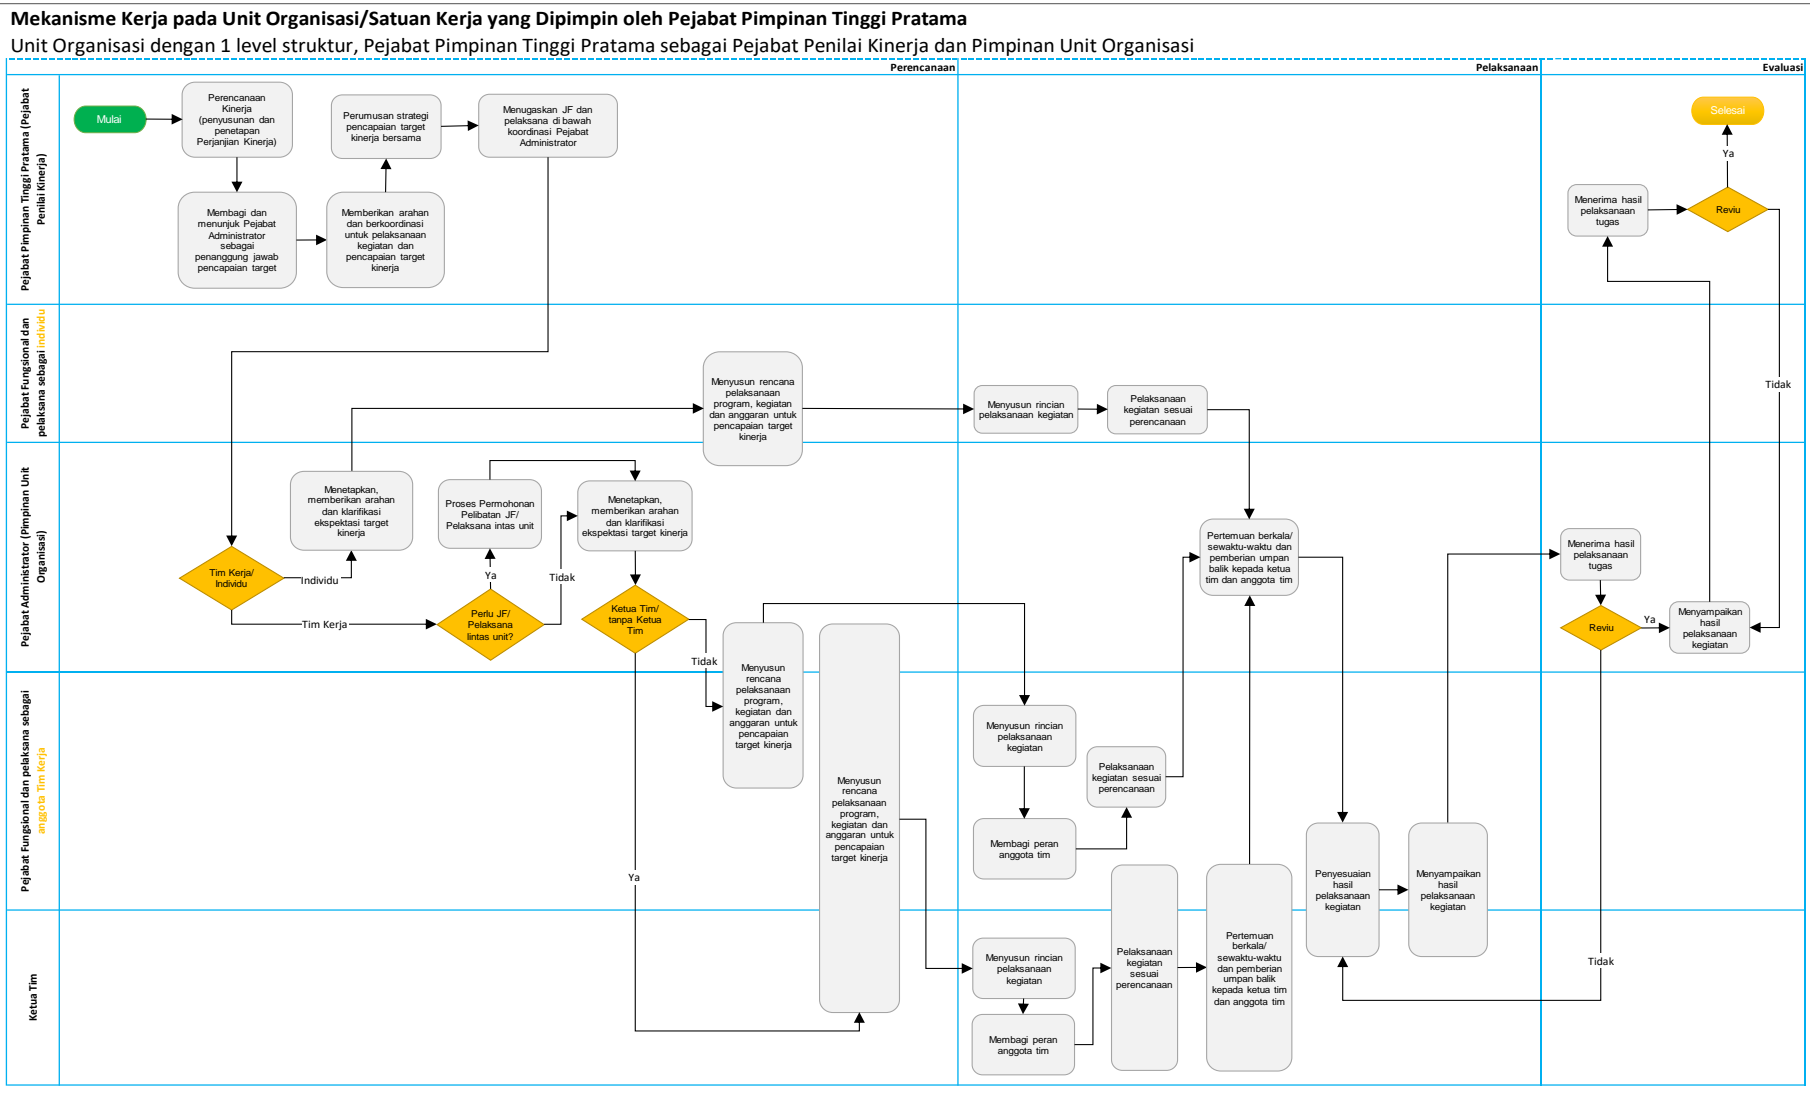 Mekanisme Kerja pada Unit Organisasi/Satuan Kerja yang Dipimpin oleh Pejabat Pimpinan Tinggi Pratama
Unit Organisasi dengan 1 level struktur, Pejabat Pimpinan Tinggi Pratama sebagai Pejabat Penilai Kinerja dan Pimpinan Unit Organisasi
Perencanaan
Pelaksanaan
Evaluasi
Pejabat Pimpinan Tinggi Pratama (Pejabat
Penilai Kinerja)
Mulai
Perencanaan
Kinerja
(penyusunan dan
penetapan
Perjanjian Kinerja)
Membagi dan
menunjuk Pejabat
Administrator
sebagai
penanggung jawab
pencapaian target
Memberikan arahan
dan berkoordinasi
untuk pelaksanaan
kegiatan dan
pencapaian target
kinerja
Perumusan strategi
pencapaian target
kinerja bersama
Menugaskan JF dan
pelaksana di bawah
koordinasi Pejabat
Administrator
Menerima hasil
pelaksanaan
tugas
Reviu
Ya
Selesai
Tidak
Pejabat Fungsional dan
pelaksana sebagai individu
Menyusun rencana
pelaksanaan
program, kegiatan
dan anggaran untuk
pencapaian target
kinerja
Menyusun rincian
pelaksanaan kegiatan
Pelaksanaan
kegiatan sesuai
perencanaan
Pejabat Administrator (Pimpinan Unit
Organisasi)
Tim Kerja/
Individu
Individu
Tim Kerja
Menetapkan,
memberikan arahan
dan klarifikasi
ekspektasi target
kinerja
Proses Permohonan
Pelibatan JF/
Pelaksana intas unit
Ya
Perlu JF/
Pelaksana
lintas unit?
Tidak
Menetapkan,
memberikan arahan
dan klarifikasi
ekspektasi target kinerja
Ketua Tim/
tanpa Ketua
Tim
Tidak
Ya
Menyusun
rencana
pelaksanaan
program,
kegiatan dan
anggaran untuk
pencapaian
target kinerja
Menyusun
rencana
pelaksanaan
program,
kegiatan dan
anggaran untuk
pencapaian
target kinerja
Pertemuan berkala/
sewaktu-waktu dan
pemberian umpan
balik kepada ketua
tim dan anggota tim
Menerima hasil
pelaksanaan
tugas
Reviu
Ya
Menyampaikan
hasil
pelaksanaan
kegiatan
Tidak
Pejabat Fungsional dan pelaksana sebagai
anggota Tim Kerja
Menyusun rincian
pelaksanaan
kegiatan
Membagi peran
anggota tim
Pelaksanaan
kegiatan sesuai
perencanaan
Penyesuaian
hasil
pelaksanaan
kegiatan
Menyampaikan
hasil
pelaksanaan
kegiatan
Ketua Tim
Menyusun rincian
pelaksanaan
kegiatan
Membagi peran
anggota tim
Pelaksanaan
kegiatan
sesuai
perencanaan
Pertemuan
berkala/
sewaktu-waktu
dan pemberian
umpan balik
kepada ketua tim
dan anggota tim